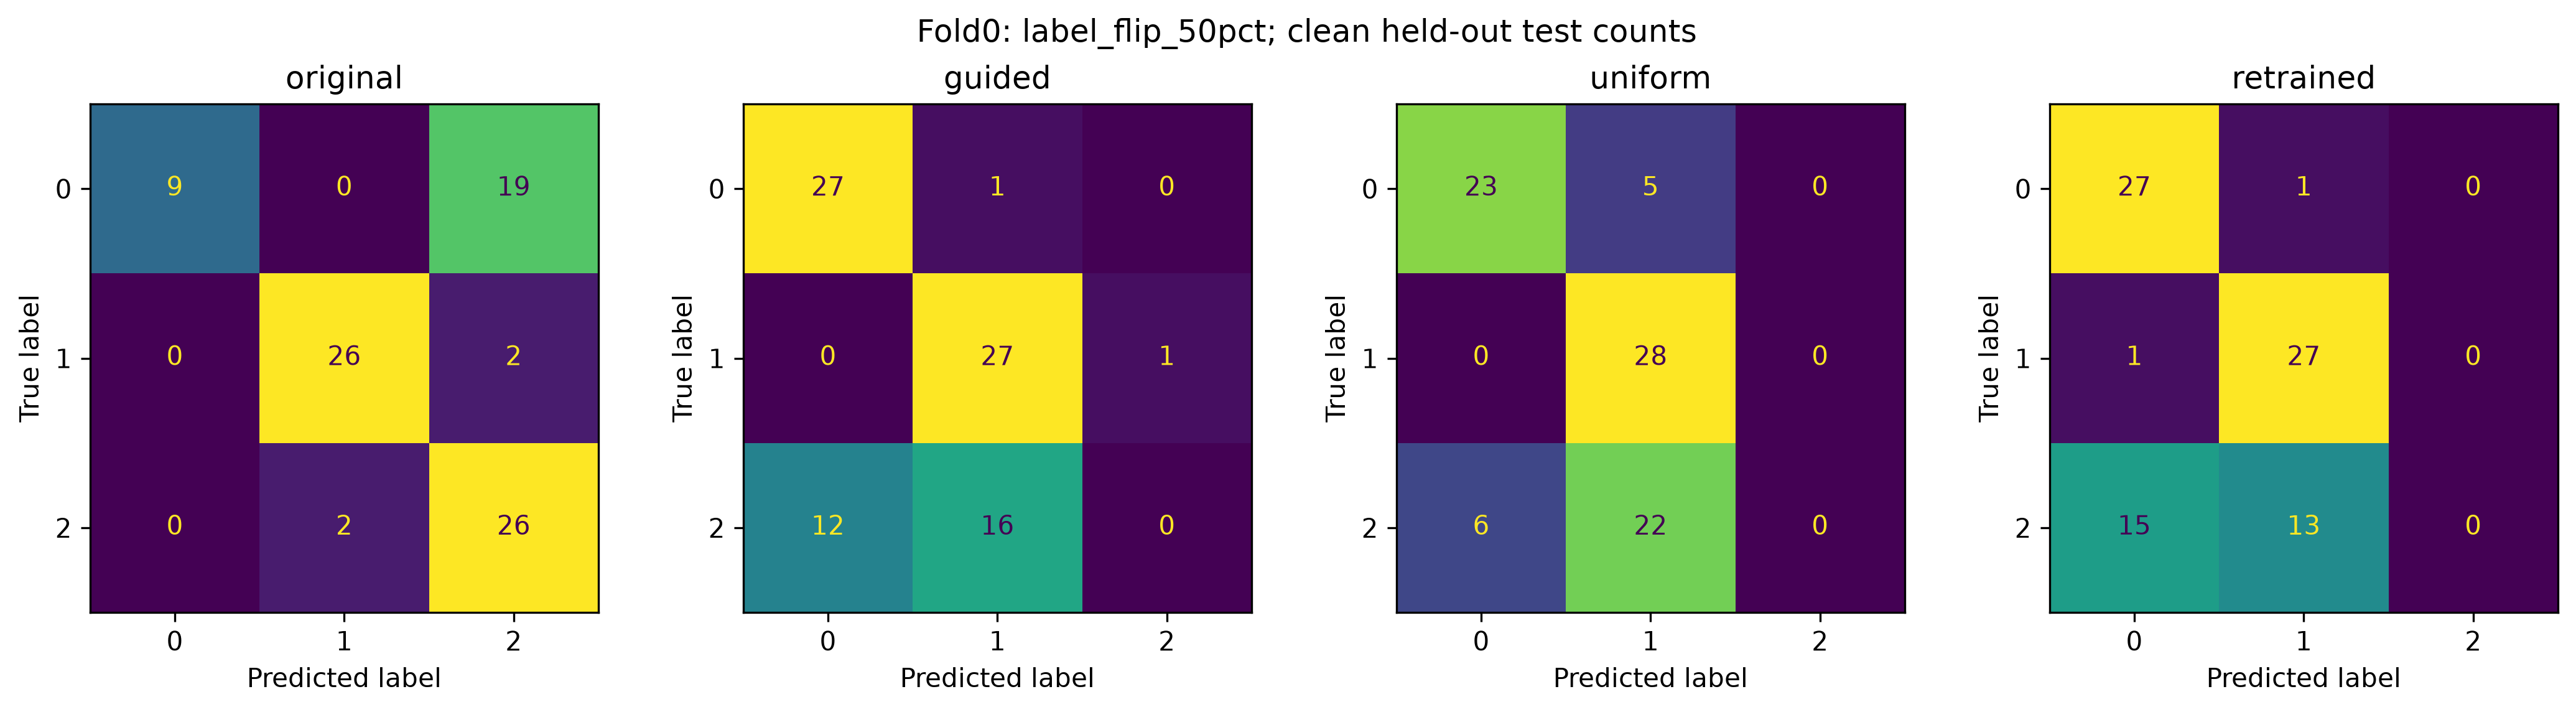 Fold0: label_flip_50pct; clean held-out test counts
original guided uniform retrained
0 9 0 19 0 27 1 0 0 23 5 0 0 27 1 0
True label True label True label True label
1 0 26 2 1 0 27 1 1 0 28 0 1 1 27 0
2 0 2 26 2 12 16 0 2 6 22 0 2 15 13 0
0 1 2 0 1 2 0 1 2 0 1 2
Predicted label Predicted label Predicted label Predicted label